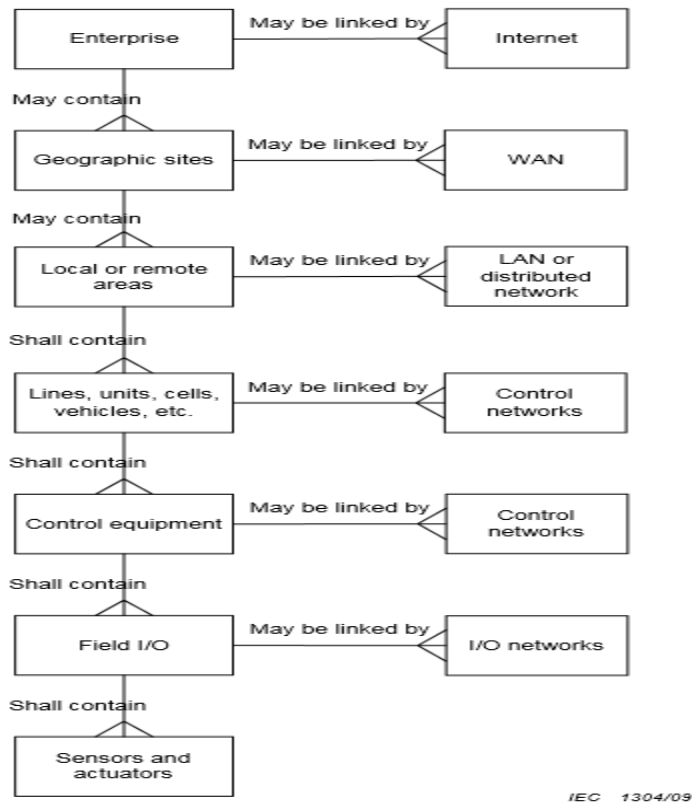 Enterprise
May be linked by
Internet
May contain
Geographic sites
May be linked by
WAN
May contain
Local or remote
areas
May be linked by
LAN or
distributed
network
Shall contain
Lines, units, cells,
vehicles, etc.
May be linked by
Control
networks
Shall contain
Control equipment
May be linked by
Control
networks
Shall contain
Field I/O
May be linked by
I/O networks
Shall contain
Sensors and
actuators
IEC 1304/09